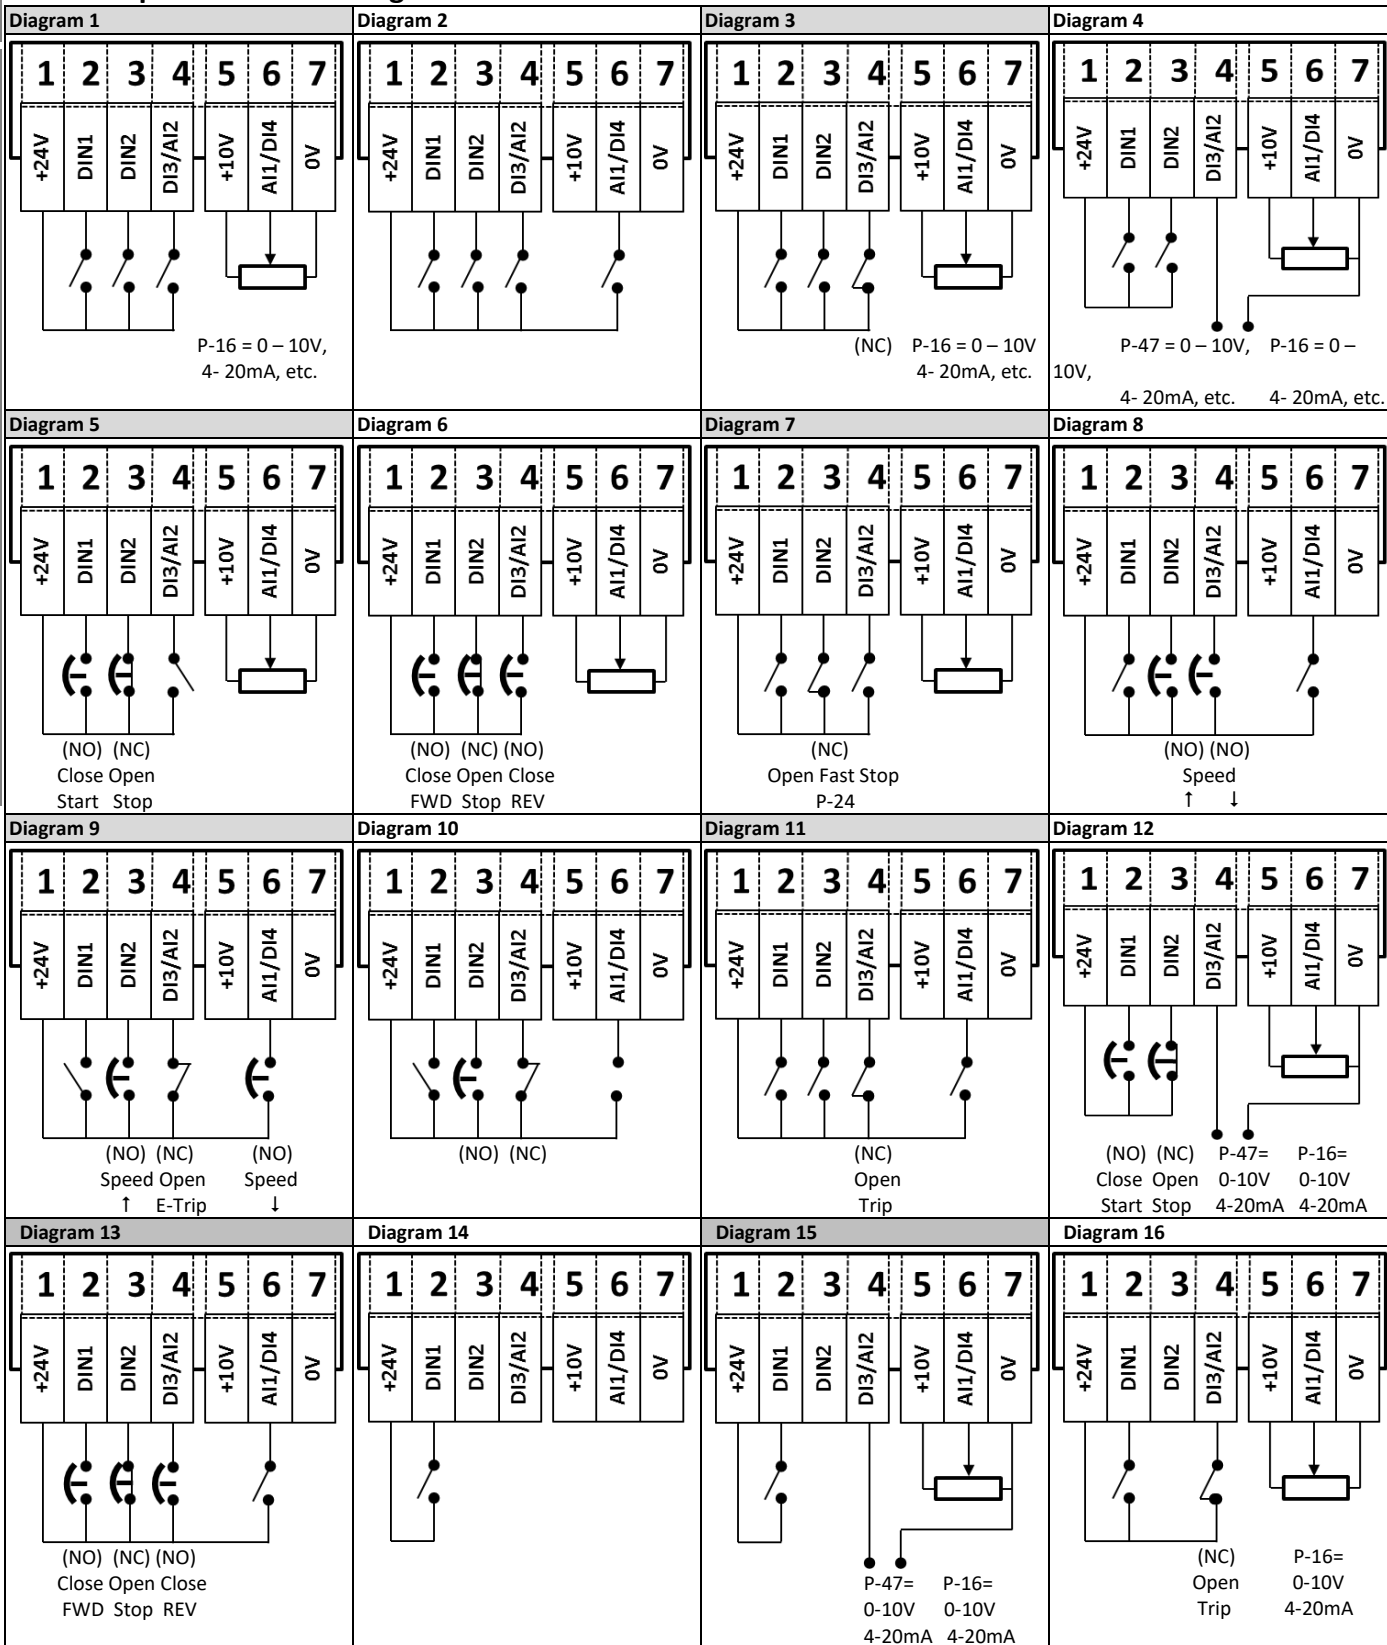 Diagram 1
1 2 3 4 5 6 7
+24V DIN1 DIN2 DI3/AI2 +10V AI1/DI4 0V
P-16 = 0 – 10V,
4- 20mA, etc.
Diagram 2
1 2 3 4 5 6 7
+24V DIN1 DIN2 DI3/AI2 +10V AI1/DI4 0V
Diagram 3
1 2 3 4 5 6 7
+24V DIN1 DIN2 DI3/AI2 +10V AI1/DI4 0V
(NC) P-16 = 0 – 10V
4- 20mA, etc.
Diagram 4
1 2 3 4 5 6 7
+24V DIN1 DIN2 DI3/AI2 +10V AI1/DI4 0V
P-47 = 0 – 10V, P-16 = 0 –
10V,
4- 20mA, etc. 4- 20mA, etc.
Diagram 5
1 2 3 4 5 6 7
+24V DIN1 DIN2 DI3/AI2 +10V AI1/DI4 0V
(NO) (NC)
Close Open
Start Stop
Diagram 6
1 2 3 4 5 6 7
+24V DIN1 DIN2 DI3/AI2 +10V AI1/DI4 0V
(NO) (NC) (NO)
Close Open Close
FWD Stop REV
Diagram 7
1 2 3 4 5 6 7
+24V DIN1 DIN2 DI3/AI2 +10V AI1/DI4 0V
(NC)
Open Fast Stop
P-24
Diagram 8
1 2 3 4 5 6 7
+24V DIN1 DIN2 DI3/AI2 +10V AI1/DI4 0V
(NO) (NO)
Speed
↑ ↓
Diagram 9
1 2 3 4 5 6 7
+24V DIN1 DIN2 DI3/AI2 +10V AI1/DI4 0V
(NO) (NC) (NO)
Speed Open Speed
↑ E-Trip ↓
Diagram 10
1 2 3 4 5 6 7
+24V DIN1 DIN2 DI3/AI2 +10V AI1/DI4 0V
(NO) (NC)
Diagram 11
1 2 3 4 5 6 7
+24V DIN1 DIN2 DI3/AI2 +10V AI1/DI4 0V
(NC)
Open
Trip
Diagram 12
1 2 3 4 5 6 7
+24V DIN1 DIN2 DI3/AI2 +10V AI1/DI4 0V
(NO) (NC) P-47= P-16=
Close Open 0-10V 0-10V
Start Stop 4-20mA 4-20mA
Diagram 13
1 2 3 4 5 6 7
+24V DIN1 DIN2 DI3/AI2 +10V AI1/DI4 0V
(NO) (NC) (NO)
Close Open Close
FWD Stop REV
Diagram 14
1 2 3 4 5 6 7
+24V DIN1 DIN2 DI3/AI2 +10V AI1/DI4 0V
Diagram 15
1 2 3 4 5 6 7
+24V DIN1 DIN2 DI3/AI2 +10V AI1/DI4 0V
P-47= P-16=
0-10V 0-10V
4-20mA 4-20mA
Diagram 16
1 2 3 4 5 6 7
+24V DIN1 DIN2 DI3/AI2 +10V AI1/DI4 0V
(NC) P-16=
Open 0-10V
Trip 4-20mA